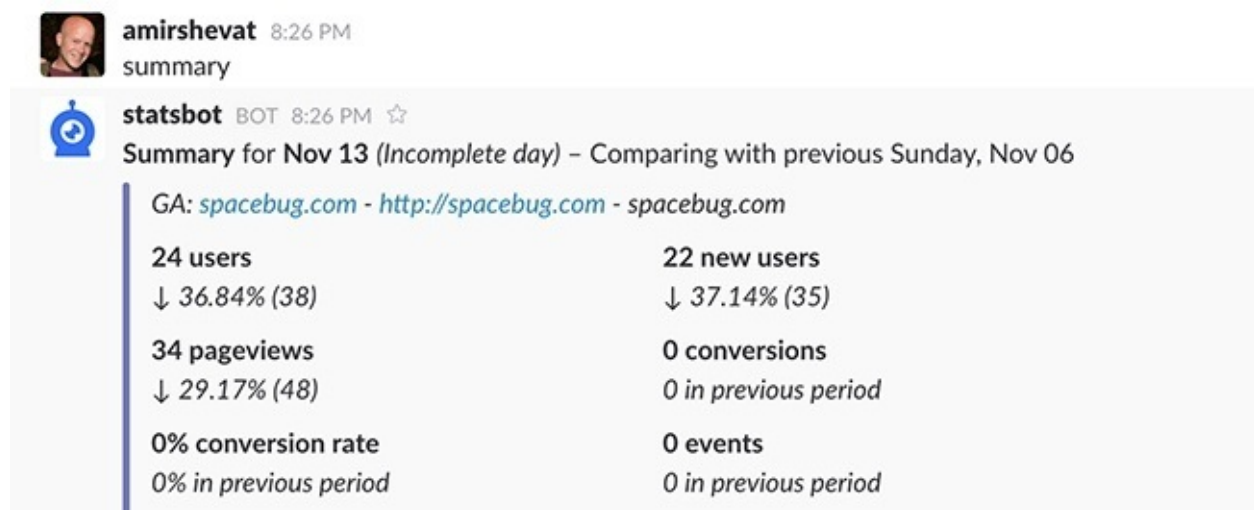 amirshevat 8:26 PM
summary
statsbot BOT 8:26 PM ☆
Summary for Nov 13 (Incomplete day) – Comparing with previous Sunday, Nov 06
GA: spacebug.com - http://spacebug.com - spacebug.com
24 users 22 new users
↓ 36.84% (38) ↓ 37.14% (35)
34 pageviews 0 conversions
↓ 29.17% (48) 0 in previous period
0% conversion rate 0 events
0% in previous period 0 in previous period